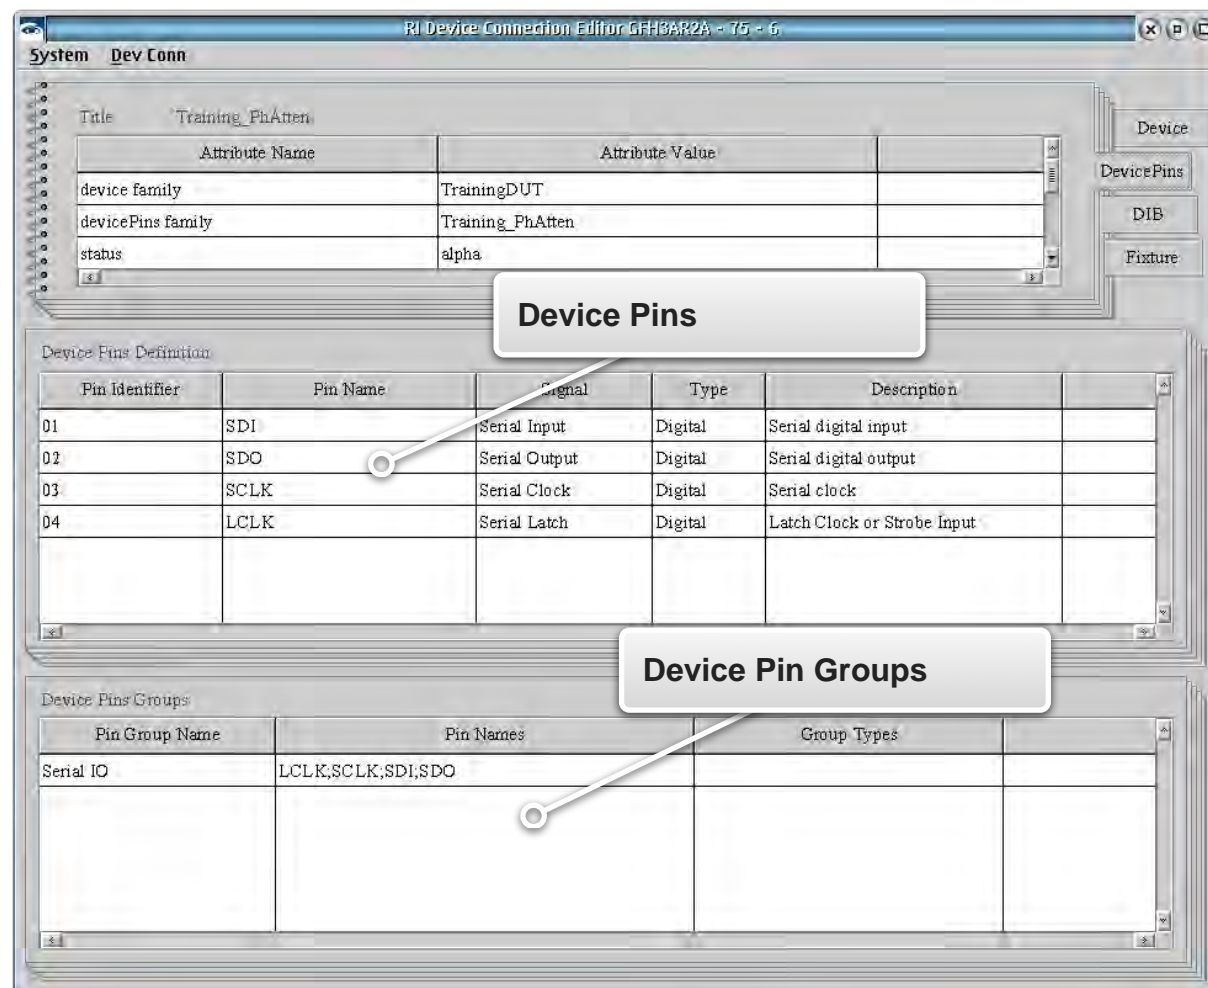 RI Device Connection Editor GFH3AR2A - 75 - 6
System Dev Conn
Title Training_PhAtten
Attribute Name Attribute Value
device family TrainingDUT
devicePins family Training_PhAtten
status alpha
Device
DevicePins
DIB
Fixture
Device Pins
Device Pins Definition
Pin Identifier Pin Name Signal Type Description
01 SDI Serial Input Digital Serial digital input
02 SDO Serial Output Digital Serial digital output
03 SCLK Serial Clock Digital Serial clock
04 LCLK Serial Latch Digital Latch Clock or Strobe Input
Device Pin Groups
Device Pins Groups
Pin Group Name Pin Names Group Types
Serial IO LCLK;SCLK;SDI;SDO